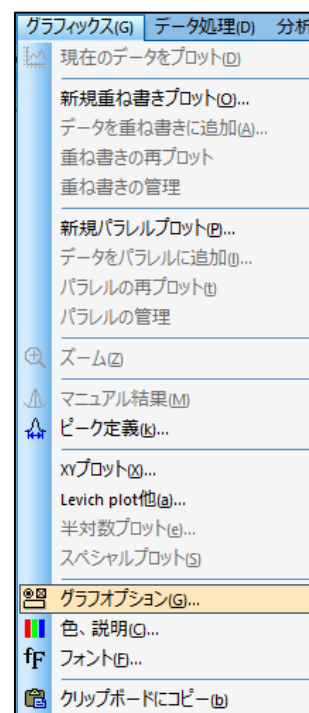 グラフィックス(G) データ処理(D) 分析
現在のデータをプロット(D)
新規重ね書きプロット(O)...
データを重ね書きに追加(A)...
重ね書きの再プロット
重ね書きの管理
新規パラレルプロット(P)...
データをパラレルに追加(I)...
パラレルの再プロット(t)
パラレルの管理
ズーム(Z)
マニュアル結果(M)
ピーク定義(k)...
XYプロット(X)...
Levich plot他(a)...
半対数プロット(e)...
スペシャルプロット(S)
グラフオプション(G)...
色、説明(C)...
fF フォント(F)...
クリップボードにコピー(b)